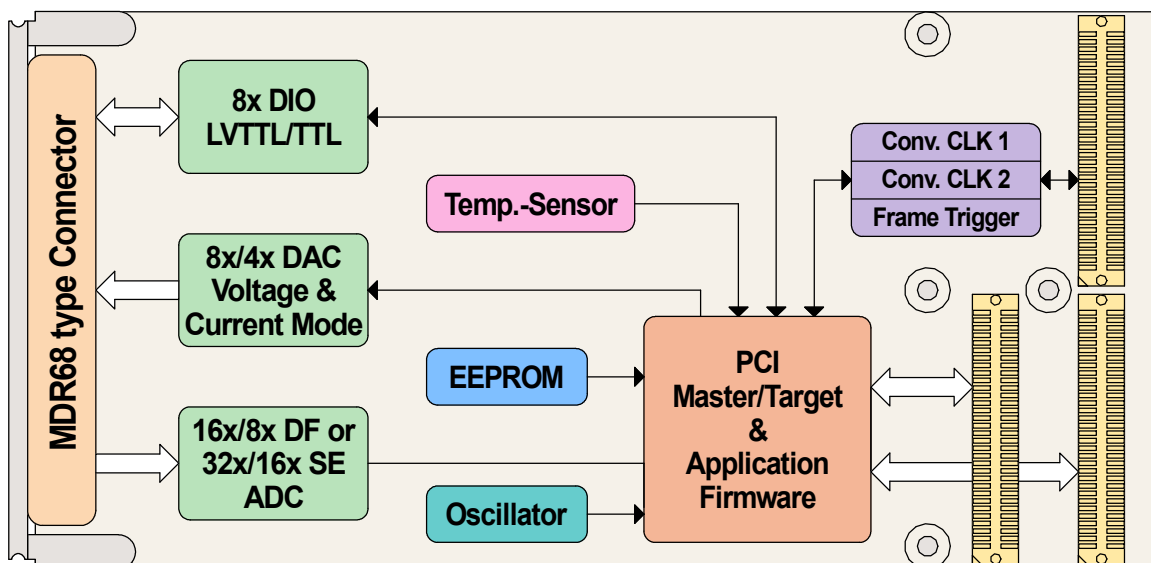 MDR68 type Connector
8x DIO
LVTTL/TTL
Temp.-Sensor
Conv. CLK 1
Conv. CLK 2
Frame Trigger
8x/4x DAC
Voltage &
Current Mode
EEPROM
PCI
Master/Target
&
Application
Firmware
16x/8x DF or
32x/16x SE
ADC
Oscillator